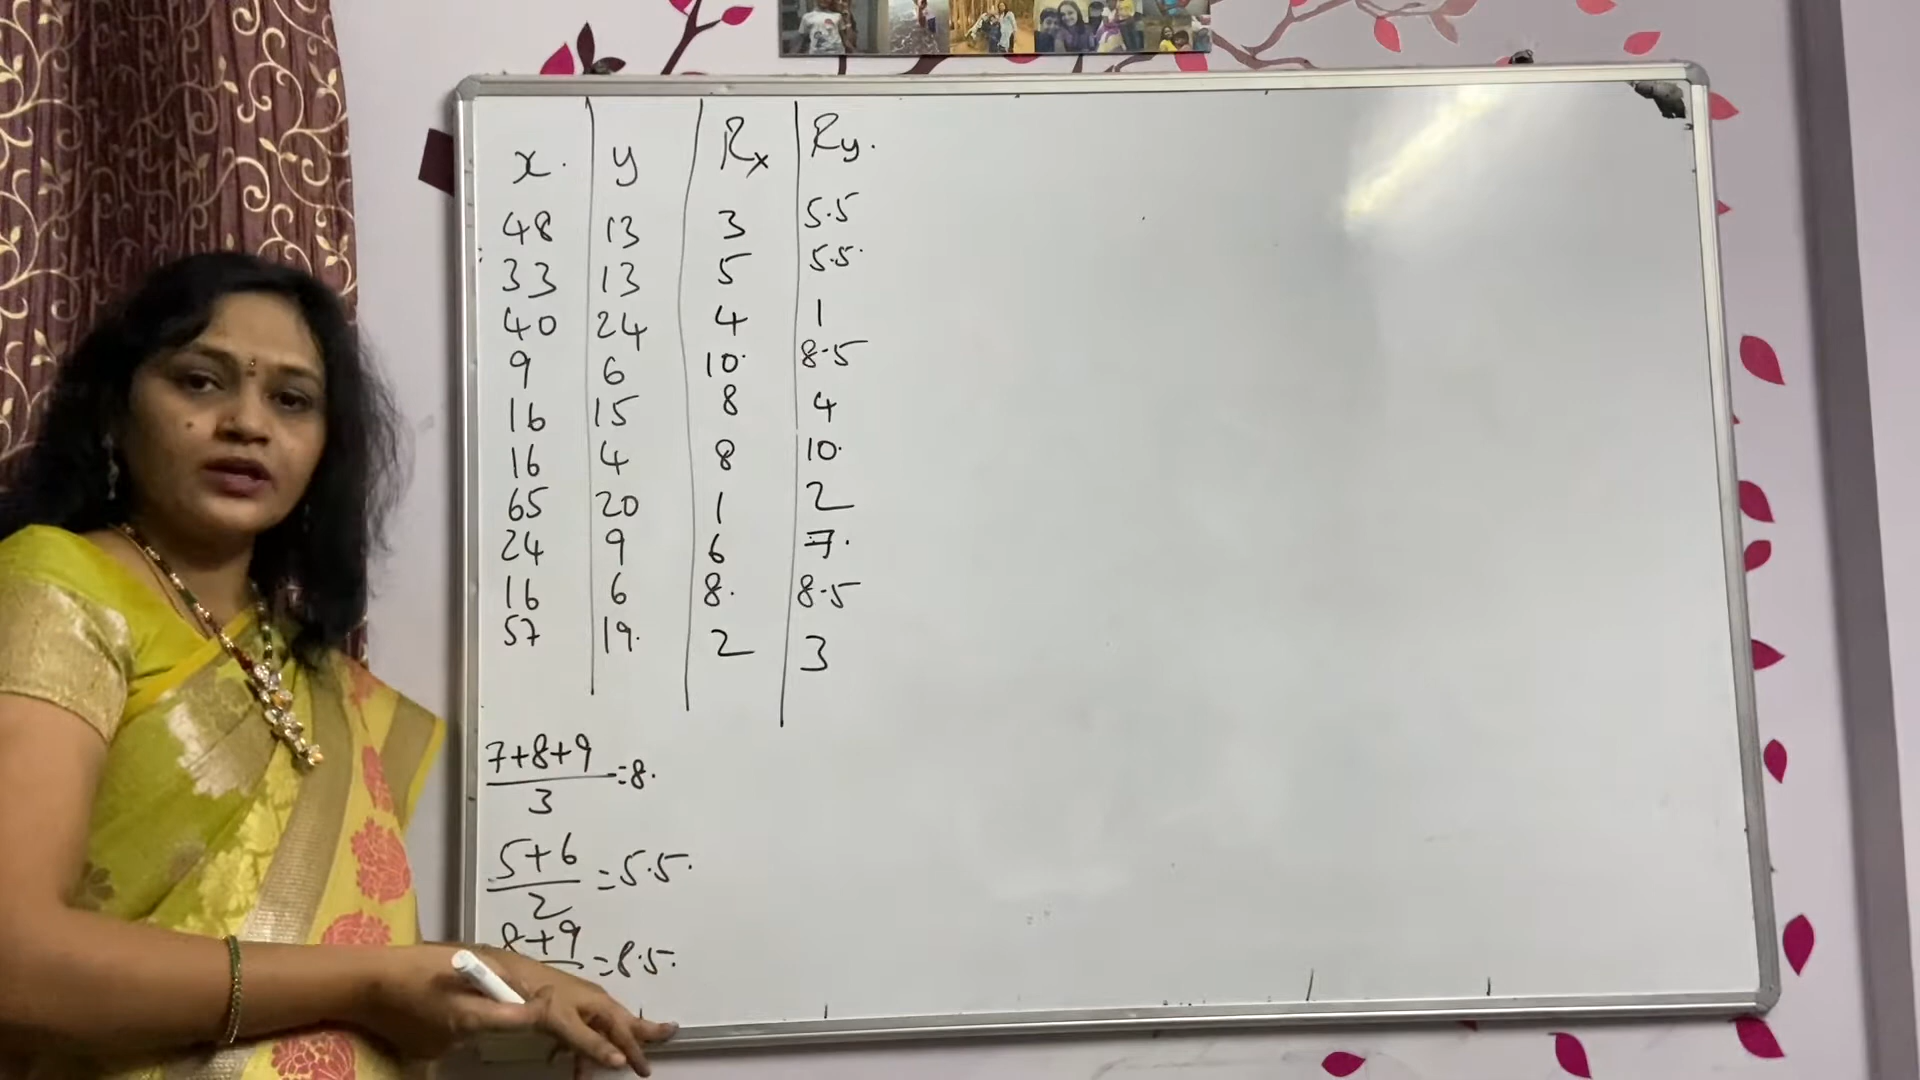 x. y Rx Ry.
48 13 3 5.5
33 13 5 5.5.
40 24 4 1
9 6 10. 8.5
16 15 8 4
16 4 8 10.
65 20 1 2
24 9 6 7.
16 6 8. 8.5
57 19. 2 3
7+8+9
3
=8.
5+6
2
=5.5.
8+9
=8.5.